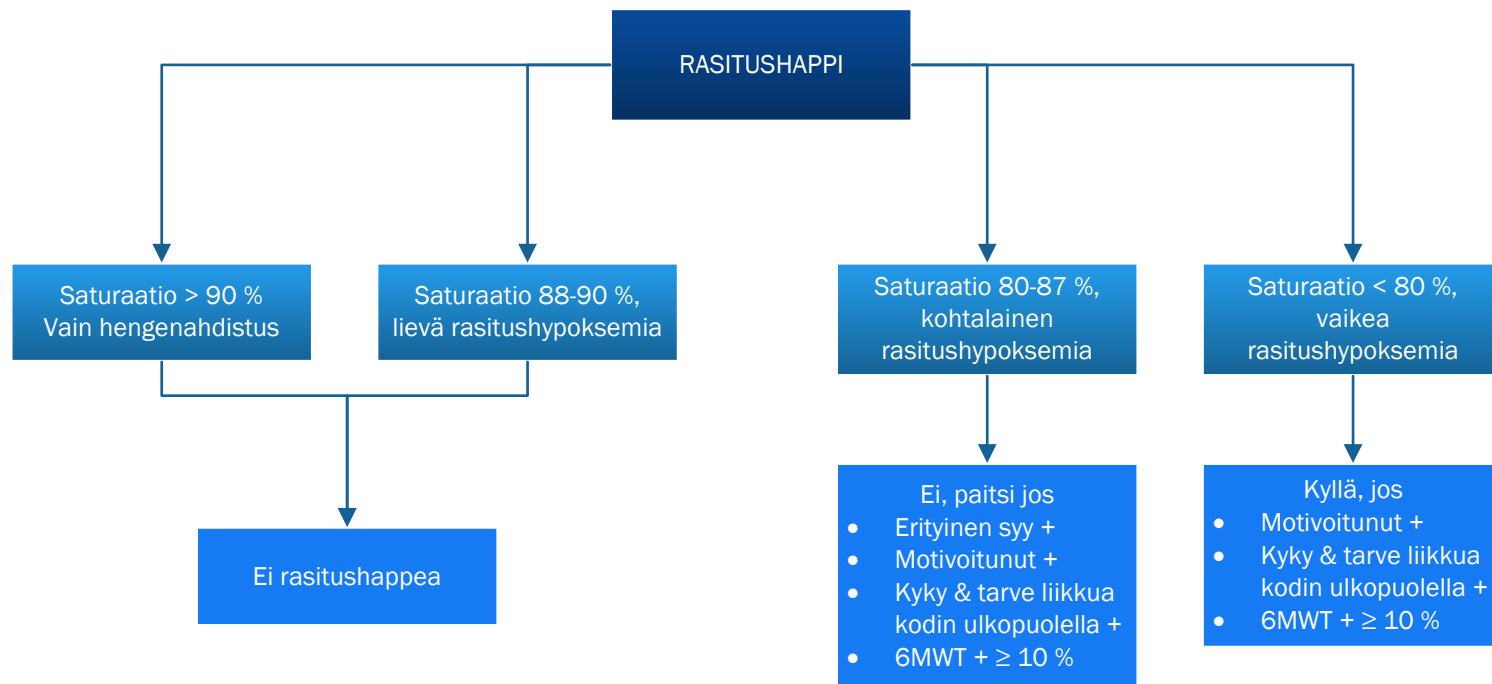 RASITUSHAPPI
Saturaatio > 90 %
Vain hengenahdistus
Saturaatio 88-90 %,
lievä rasitushypoksemia
Saturaatio 80-87 %,
kohtalainen
rasitushypoksemia
Saturaatio < 80 %,
vaikea
rasitushypoksemia
Ei rasitushappea
Ei, paitsi jos
• Erityinen syy +
• Motivoitunut +
• Kyky & tarve liikkua
kodin ulkopuolella +
• 6MWT + ≥ 10 %
Kyllä, jos
• Motivoitunut +
• Kyky & tarve liikkua
kodin ulkopuolella +
• 6MWT + ≥ 10 %